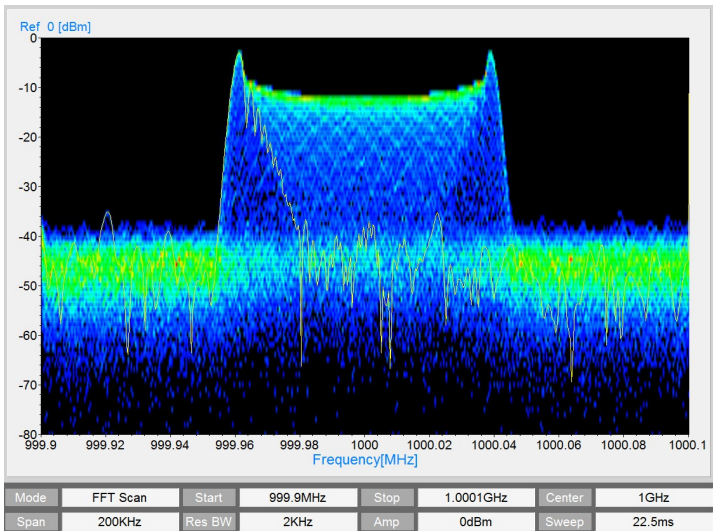 Ref 0 [dBm]
0
-10
-20
-30
-40
-50
-60
-70
-80
999.9 999.92 999.94 999.96 999.98 1000 1000.02 1000.04 1000.06 1000.08 1000.1
Frequency[MHz]
Mode FFT Scan Start 999.9MHz Stop 1.0001GHz Center 1GHz
Span 200KHz Res BW 2KHz Amp 0dBm Sweep 22.5ms